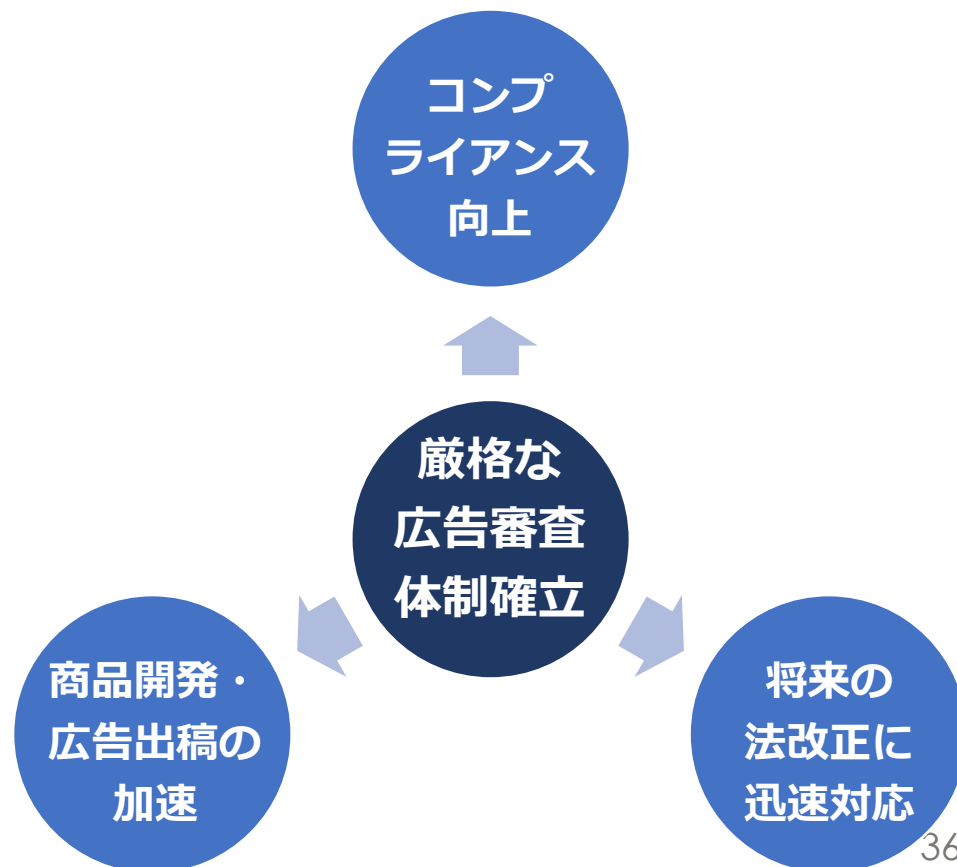 コンプ
ライアンス
向上
厳格な
広告審査
体制確立
商品開発・
広告出稿の
加速
将来の
法改正に
迅速対応
36